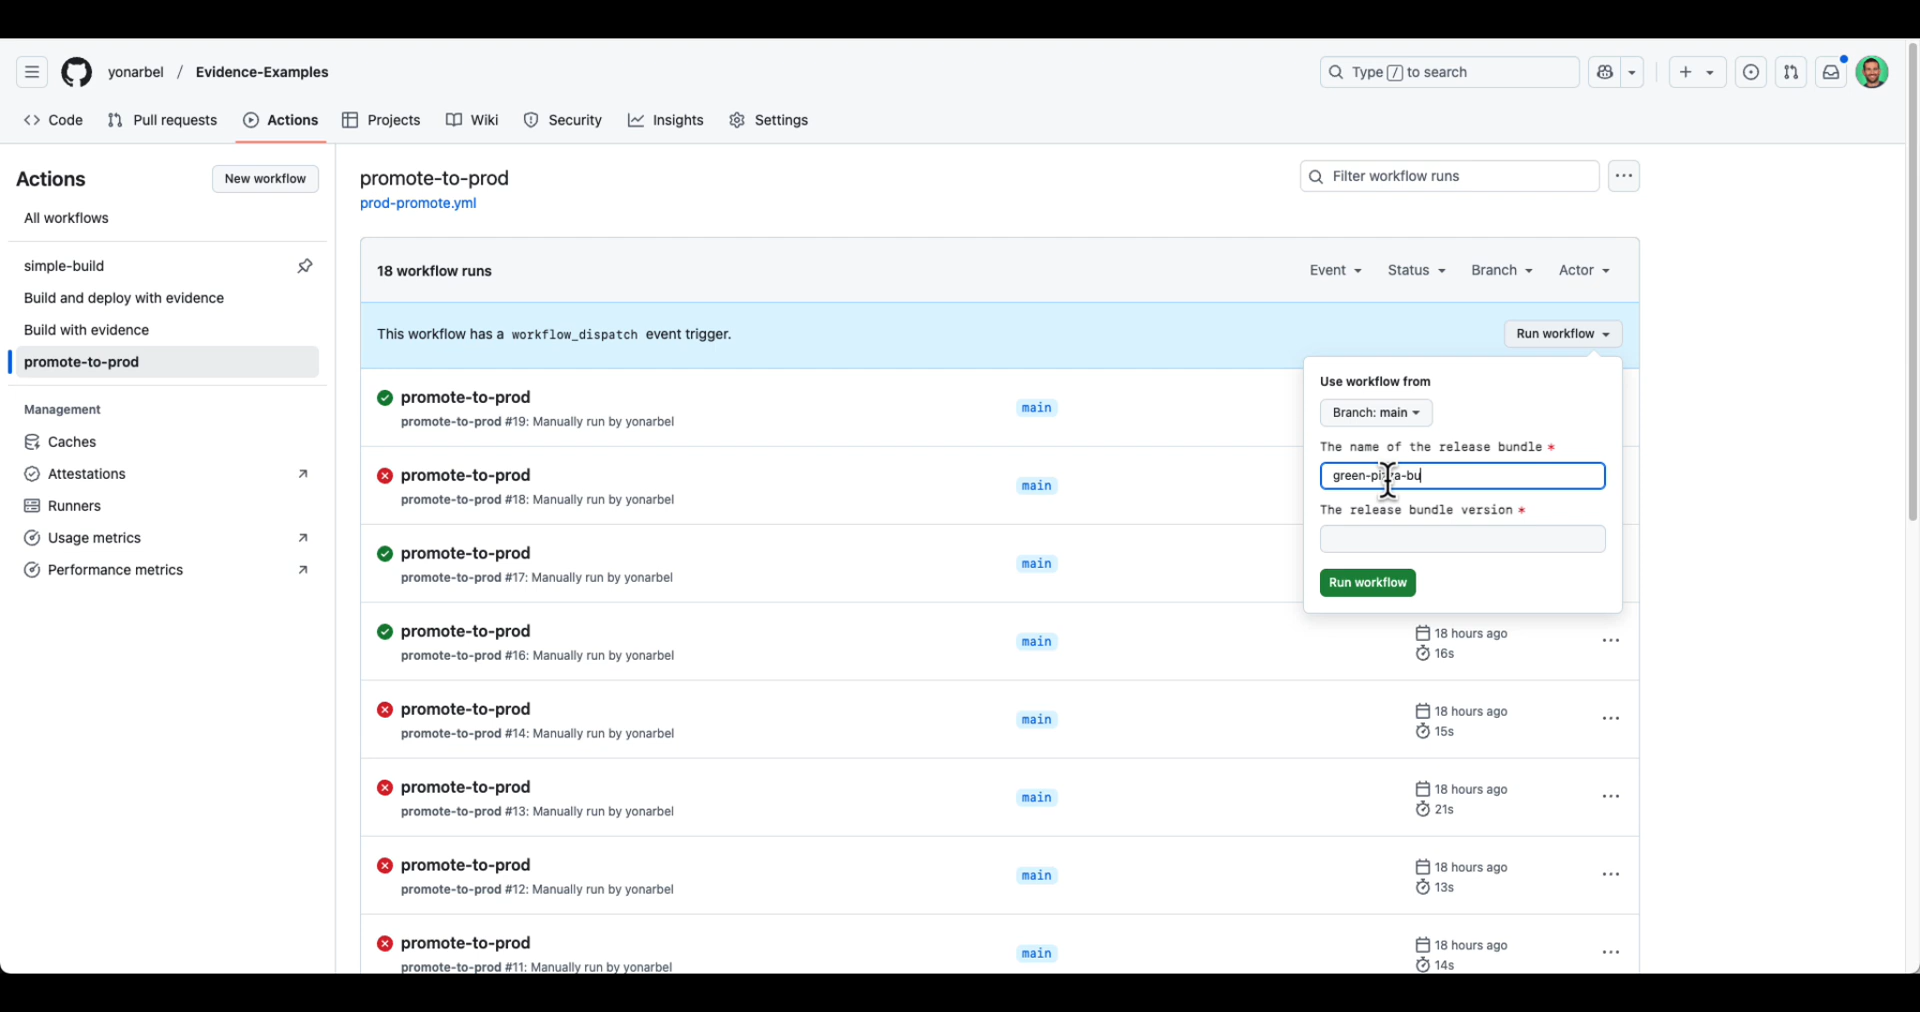 yonarbel / Evidence-Examples
Type / to search
Code
Pull requests
Actions
Projects
Wiki
Security
Insights
Settings
Actions
New workflow
All workflows
simple-build
Build and deploy with evidence
Build with evidence
promote-to-prod
Management
Caches
Attestations
Runners
Usage metrics
Performance metrics
promote-to-prod
prod-promote.yml
Filter workflow runs
18 workflow runs
Event
Status
Branch
Actor
This workflow has a workflow_dispatch event trigger.
Run workflow
Use workflow from
Branch: main
The name of the release bundle *
The release bundle version *
Run workflow
promote-to-prod
promote-to-prod #19: Manually run by yonarbel
main
promote-to-prod
promote-to-prod #18: Manually run by yonarbel
main
promote-to-prod
promote-to-prod #17: Manually run by yonarbel
main
promote-to-prod
promote-to-prod #16: Manually run by yonarbel
main
18 hours ago
16s
promote-to-prod
promote-to-prod #14: Manually run by yonarbel
main
18 hours ago
15s
promote-to-prod
promote-to-prod #13: Manually run by yonarbel
main
18 hours ago
21s
promote-to-prod
promote-to-prod #12: Manually run by yonarbel
main
18 hours ago
13s
promote-to-prod
promote-to-prod #11: Manually run by yonarbel
main
18 hours ago
14s